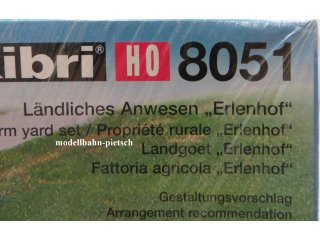 kibri® HO 8051
Ländliches Anwesen „Erlenhof“
rm yard set / Propriété rurale „Erlenhof“
modellbahn-pietsch
Landgoet „Erlenhof“
Fattoria agricola „Erlenhof“
Gestaltungsvorschlag
Arrangement recommendation